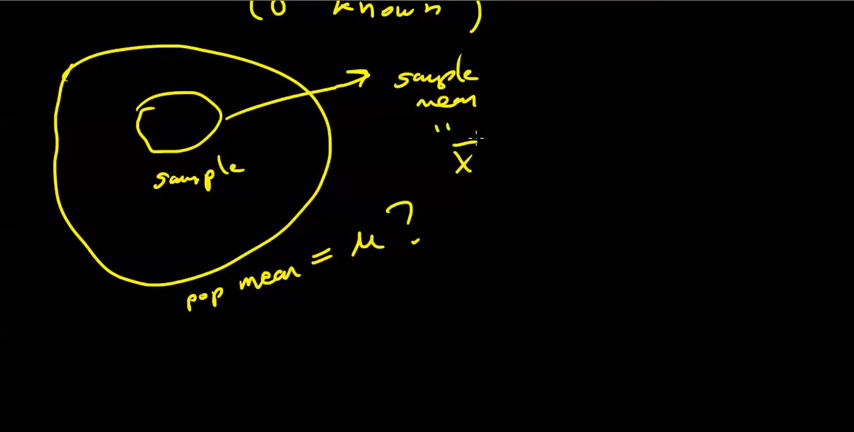 known )
sample
mean
" x̄
sample
pop mean = μ ?